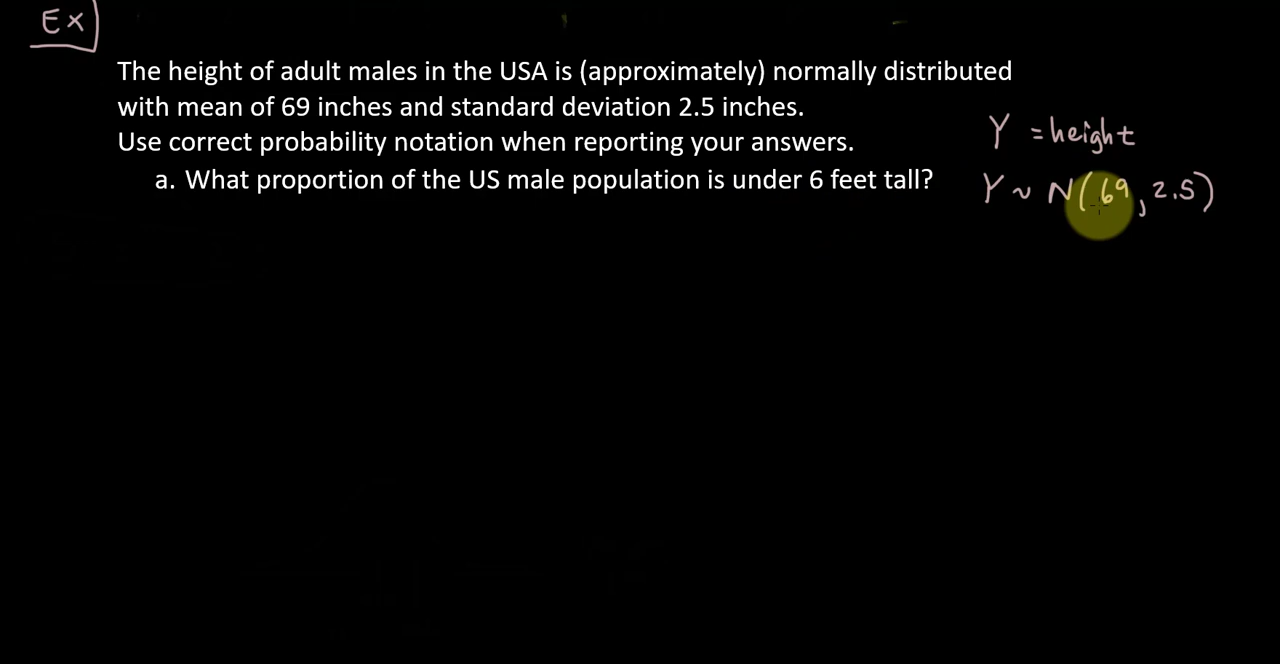 Ex
The height of adult males in the USA is (approximately) normally distributed
with mean of 69 inches and standard deviation 2.5 inches.
Use correct probability notation when reporting your answers.
a. What proportion of the US male population is under 6 feet tall?
Y = height
Y ~ N(69, 2.5)